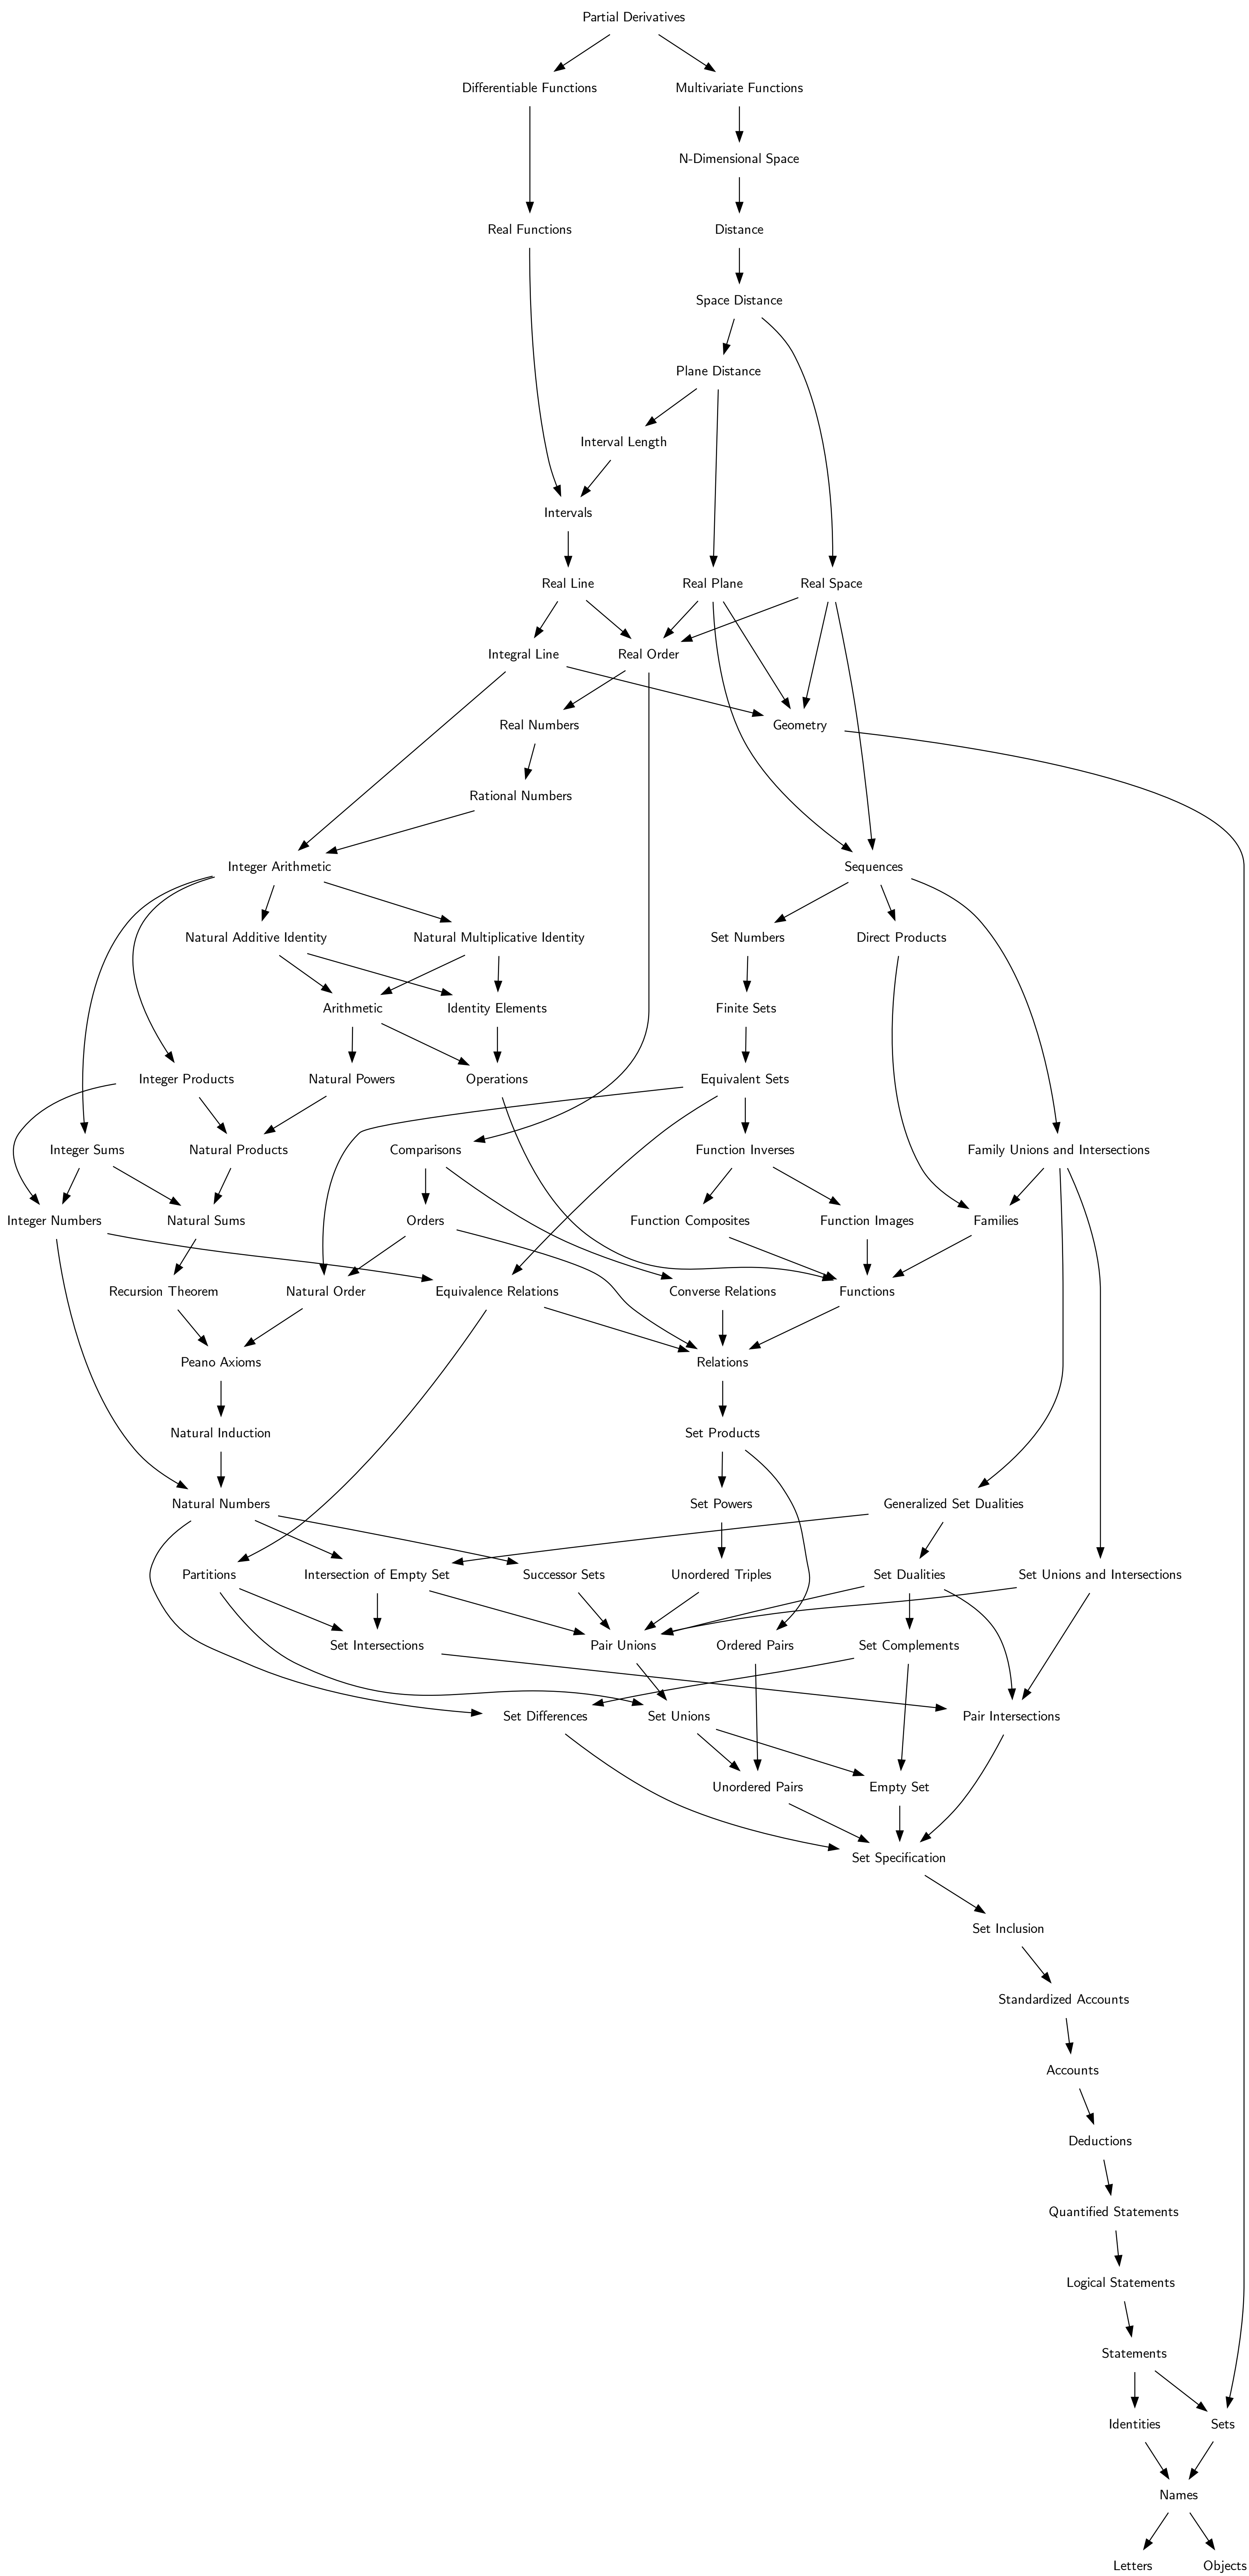 Partial Derivatives
Differentiable Functions
Multivariate Functions
N-Dimensional Space
Real Functions
Distance
Space Distance
Plane Distance
Interval Length
Intervals
Real Line
Real Plane
Real Space
Integral Line
Real Order
Real Numbers
Geometry
Rational Numbers
Integer Arithmetic
Sequences
Natural Additive Identity
Natural Multiplicative Identity
Set Numbers
Direct Products
Arithmetic
Identity Elements
Finite Sets
Integer Products
Natural Powers
Operations
Equivalent Sets
Integer Sums
Natural Products
Comparisons
Function Inverses
Family Unions and Intersections
Integer Numbers
Natural Sums
Orders
Function Composites
Function Images
Families
Recursion Theorem
Natural Order
Equivalence Relations
Converse Relations
Functions
Peano Axioms
Relations
Natural Induction
Set Products
Natural Numbers
Set Powers
Generalized Set Dualities
Partitions
Intersection of Empty Set
Successor Sets
Unordered Triples
Set Dualities
Set Unions and Intersections
Set Intersections
Pair Unions
Ordered Pairs
Set Complements
Set Differences
Set Unions
Pair Intersections
Unordered Pairs
Empty Set
Set Specification
Set Inclusion
Standardized Accounts
Accounts
Deductions
Quantified Statements
Logical Statements
Statements
Identities
Sets
Names
Letters
Objects